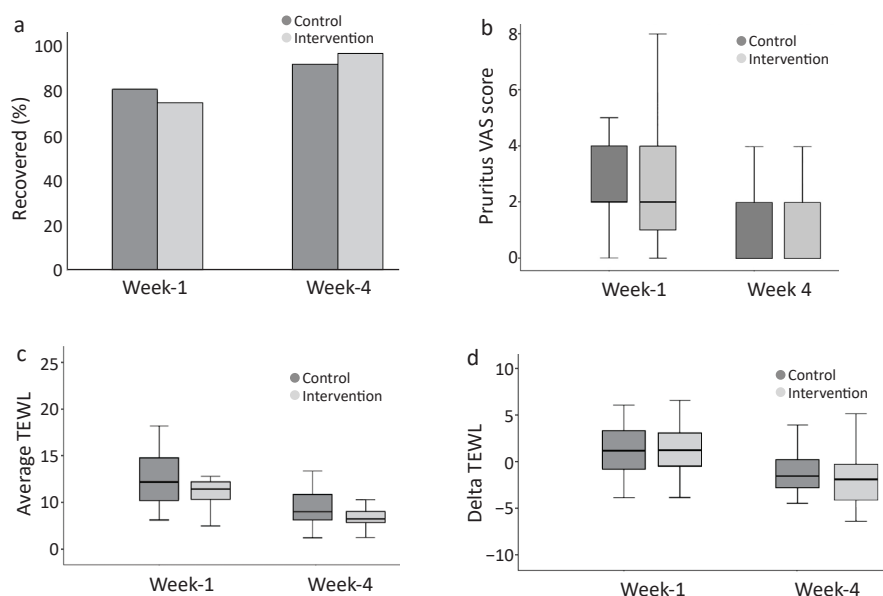 a
Control
Intervention
Recovered (%)
100
80
60
40
20
0
Week-1
Week-4
b
Control
Intervention
Pruritus VAS score
8
6
4
2
0
Week-1
Week 4
c
Control
Intervention
Average TEWL
25
20
15
10
0
Week-1
Week-4
d
Control
Intervention
Delta TEWL
10
5
0
−5
−10
Week-1
Week-4